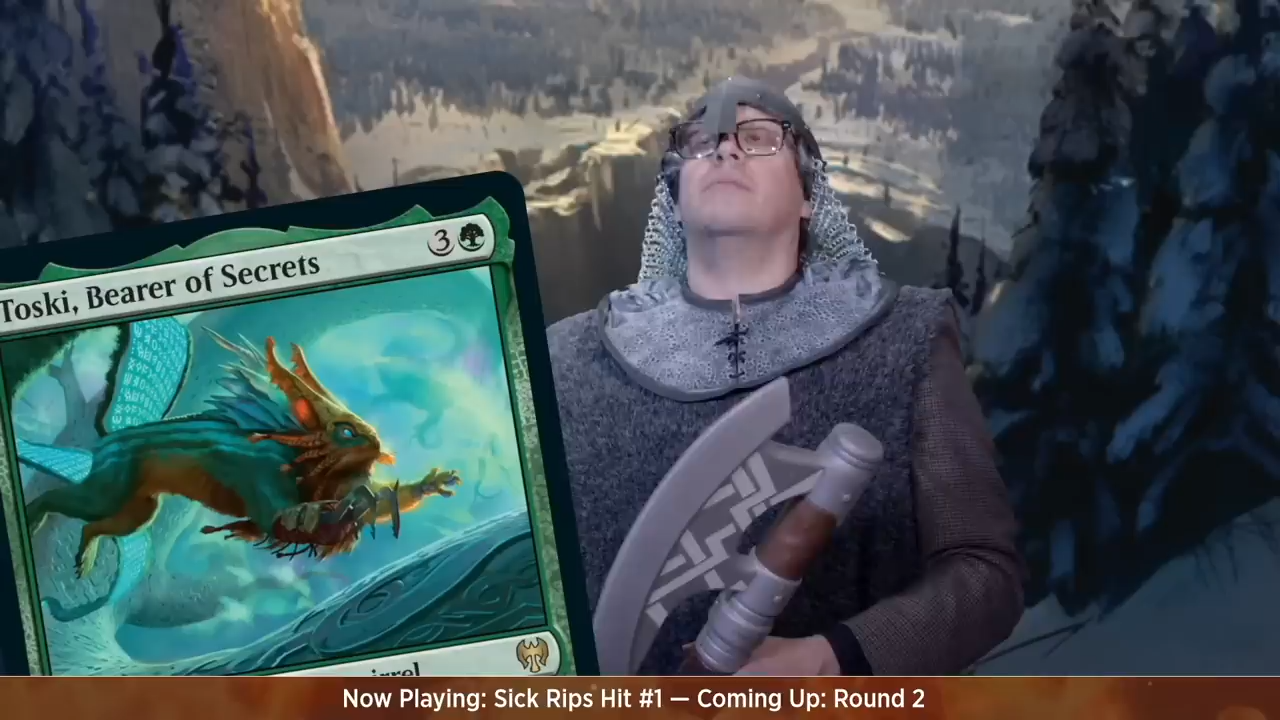 Toski, Bearer of Secrets
3
Now Playing: Sick Rips Hit #1 — Coming Up: Round 2